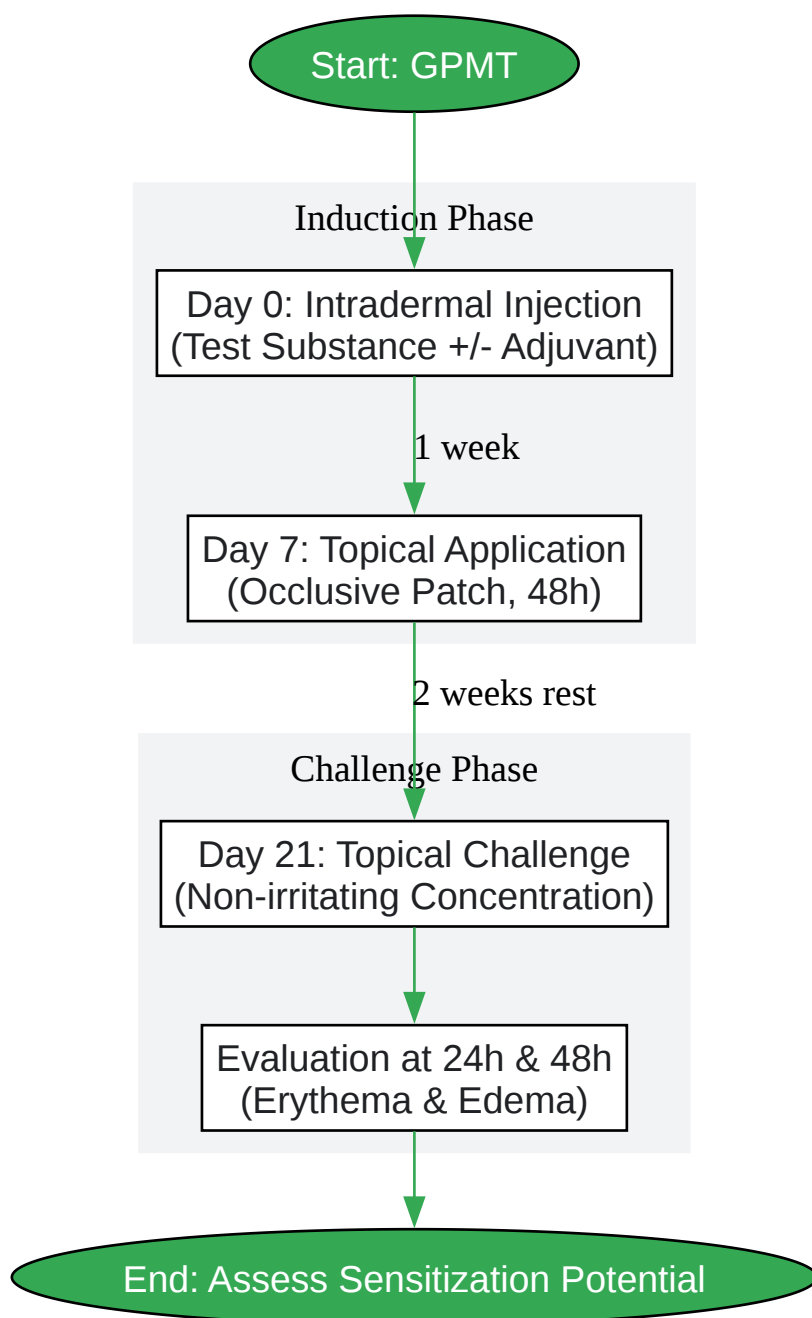 Start: GPMT
Induction Phase
Day 0: Intradermal Injection
(Test Substance +/- Adjuvant)
1 week
Day 7: Topical Application
(Occlusive Patch, 48h)
2 weeks rest
Challenge Phase
Day 21: Topical Challenge
(Non-irritating Concentration)
Evaluation at 24h & 48h
(Erythema & Edema)
End: Assess Sensitization Potential